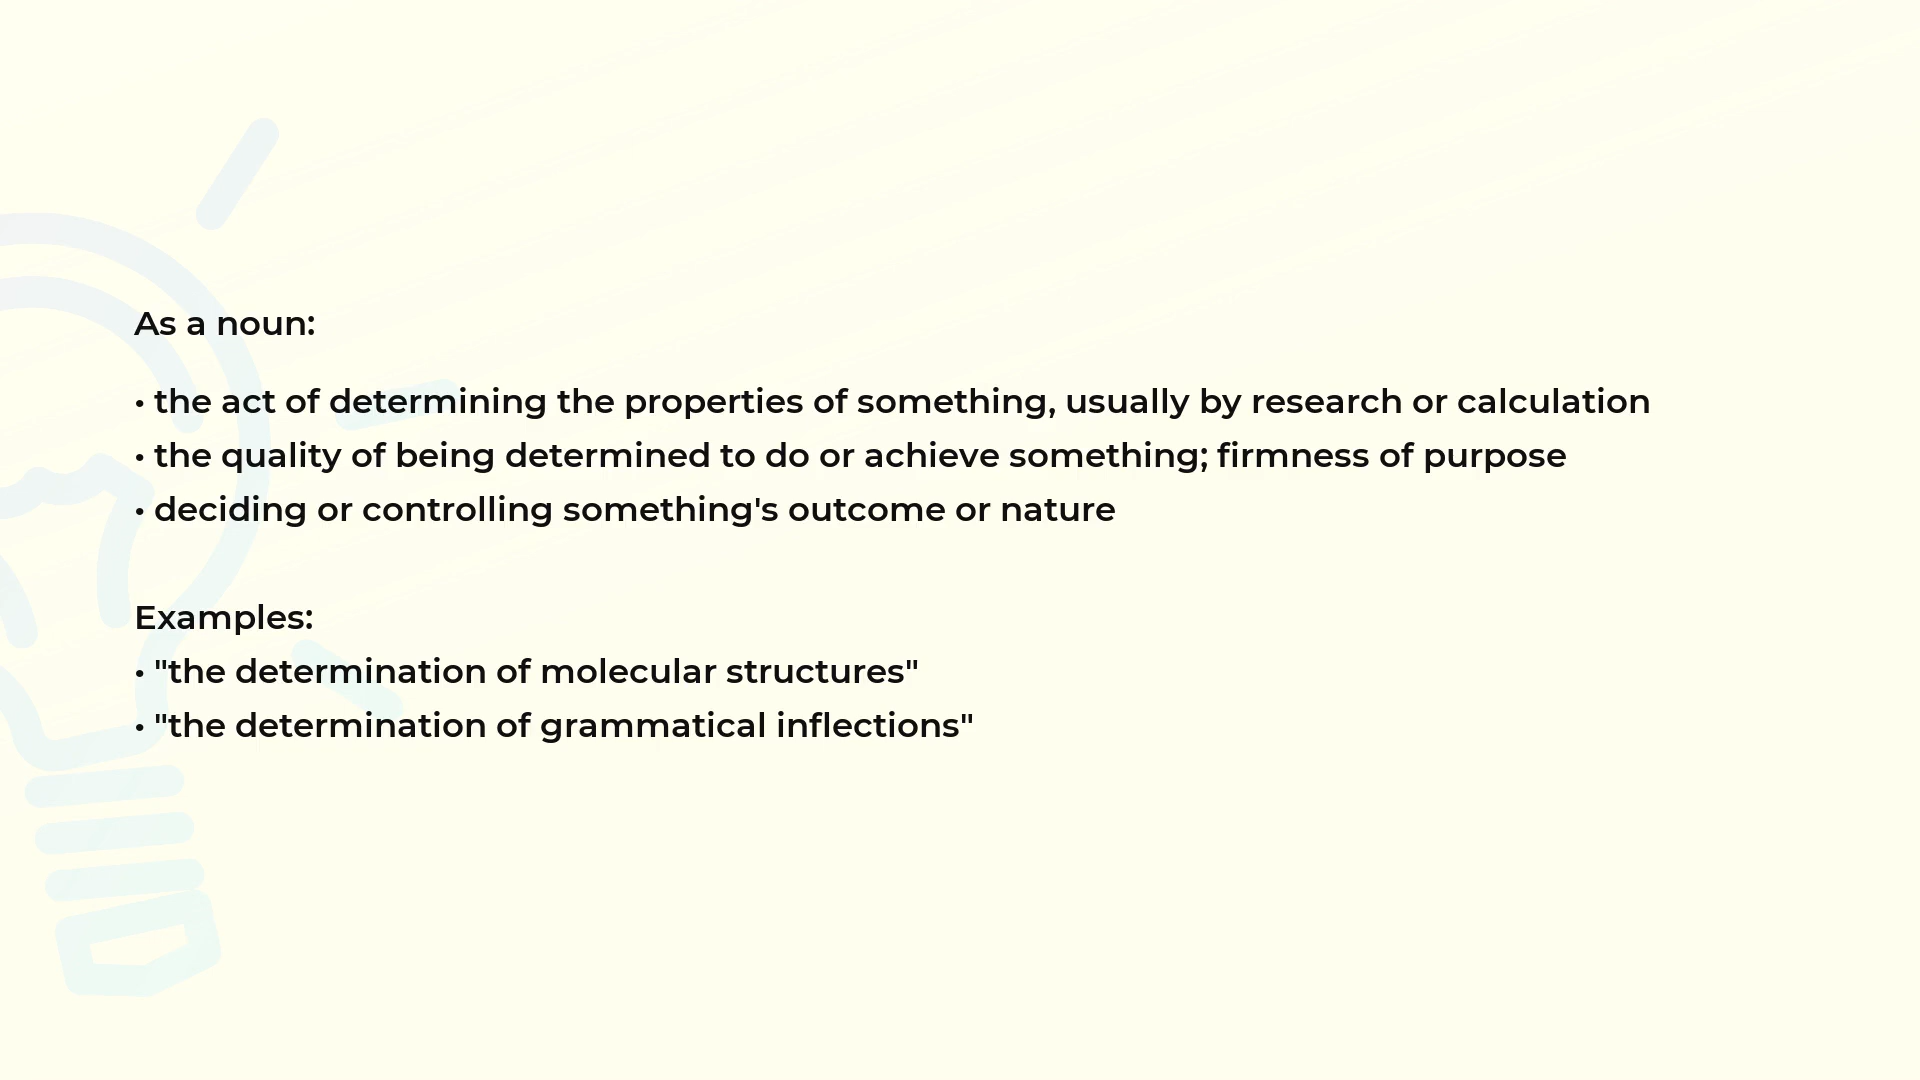 As a noun:
• the act of determining the properties of something, usually by research or calculation
• the quality of being determined to do or achieve something; firmness of purpose
• deciding or controlling something's outcome or nature
Examples:
• "the determination of molecular structures"
• "the determination of grammatical inflections"